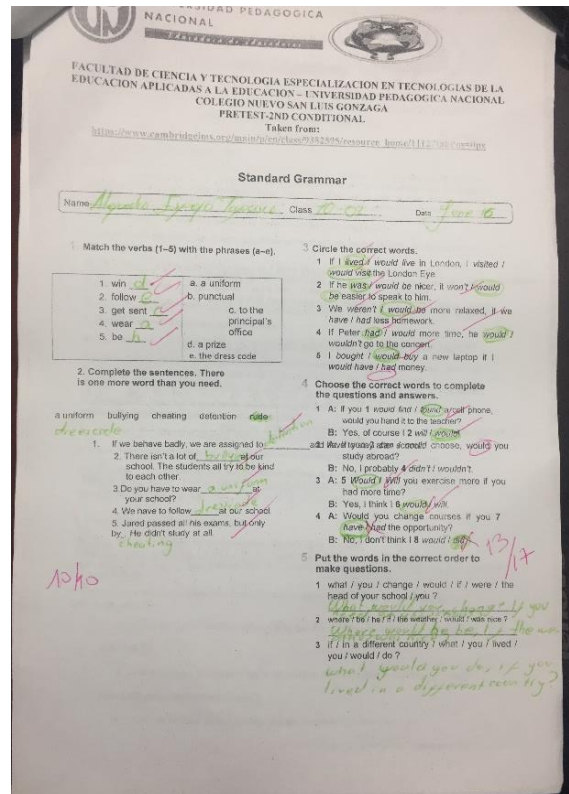 UNIVERSIDAD PEDAGOGICA
NACIONAL
Educadora de educadores
FACULTAD DE CIENCIA Y TECNOLOGIA ESPECIALIZACION EN TECNOLOGIAS DE LA
EDUCACION APLICADAS A LA EDUCACION – UNIVERSIDAD PEDAGOGICA NACIONAL
COLEGIO NUEVO SAN LUIS GONZAGA
PRETEST-2ND CONDITIONAL
Taken from:
Standard Grammar
Name Class 10-02 Date June 16
1 Match the verbs (1–5) with the phrases (a–e).
1. win d
2. follow e
3. get sent c
4. wear a
5. be b
a. a uniform
b. punctual
c. to the
principal's
office
d. a prize
e. the dress code
2. Complete the sentences. There
is one more word than you need.
a uniform bullying cheating detention rude
dresscode
1. If we behave badly, we are assigned to detention
2. There isn't a lot of bullying at our
school. The students all try to be kind
to each other.
3. Do you have to wear a uniform at
your school?
4. We have to follow dresscode at our school
5. Jared passed all his exams, but only
by. He didn't study at all.
cheating
10/10
3 Circle the correct words.
1 If I lived / would live in London, I visited /
would visit the London Eye.
2 If he was / would be nicer, it won't / would
be easier to speak to him.
3 We weren't / would be more relaxed, if we
have / had less homework.
4 If Peter had / would more time, he would /
wouldn't go to the concert.
5 I bought / would buy a new laptop if I
would have / had money.
4 Choose the correct words to complete
the questions and answers.
1 A: If you 1 would find / found a cell phone,
would you hand it to the teacher?
B: Yes, of course I 2 will / would.
choose, would you
study abroad?
B: No, I probably 4 didn't / wouldn't.
3 A: 5 Would / Will you exercise more if you
had more time?
B: Yes, I think I 6 would / will.
4 A: Would you change courses if you 7
have / had the opportunity?
B: No, I don't think I 8 would / did.
13/17
5 Put the words in the correct order to
make questions.
1 what / you / change / would / if / were / the
head of your school / you ?
What would you change if you
2 where / be / he / if / the weather / would / was nice ?
Where would he be, if the
3 if / in a different country / what / you / lived /
you / would / do ?
What would you do, if you
lived in a different country?